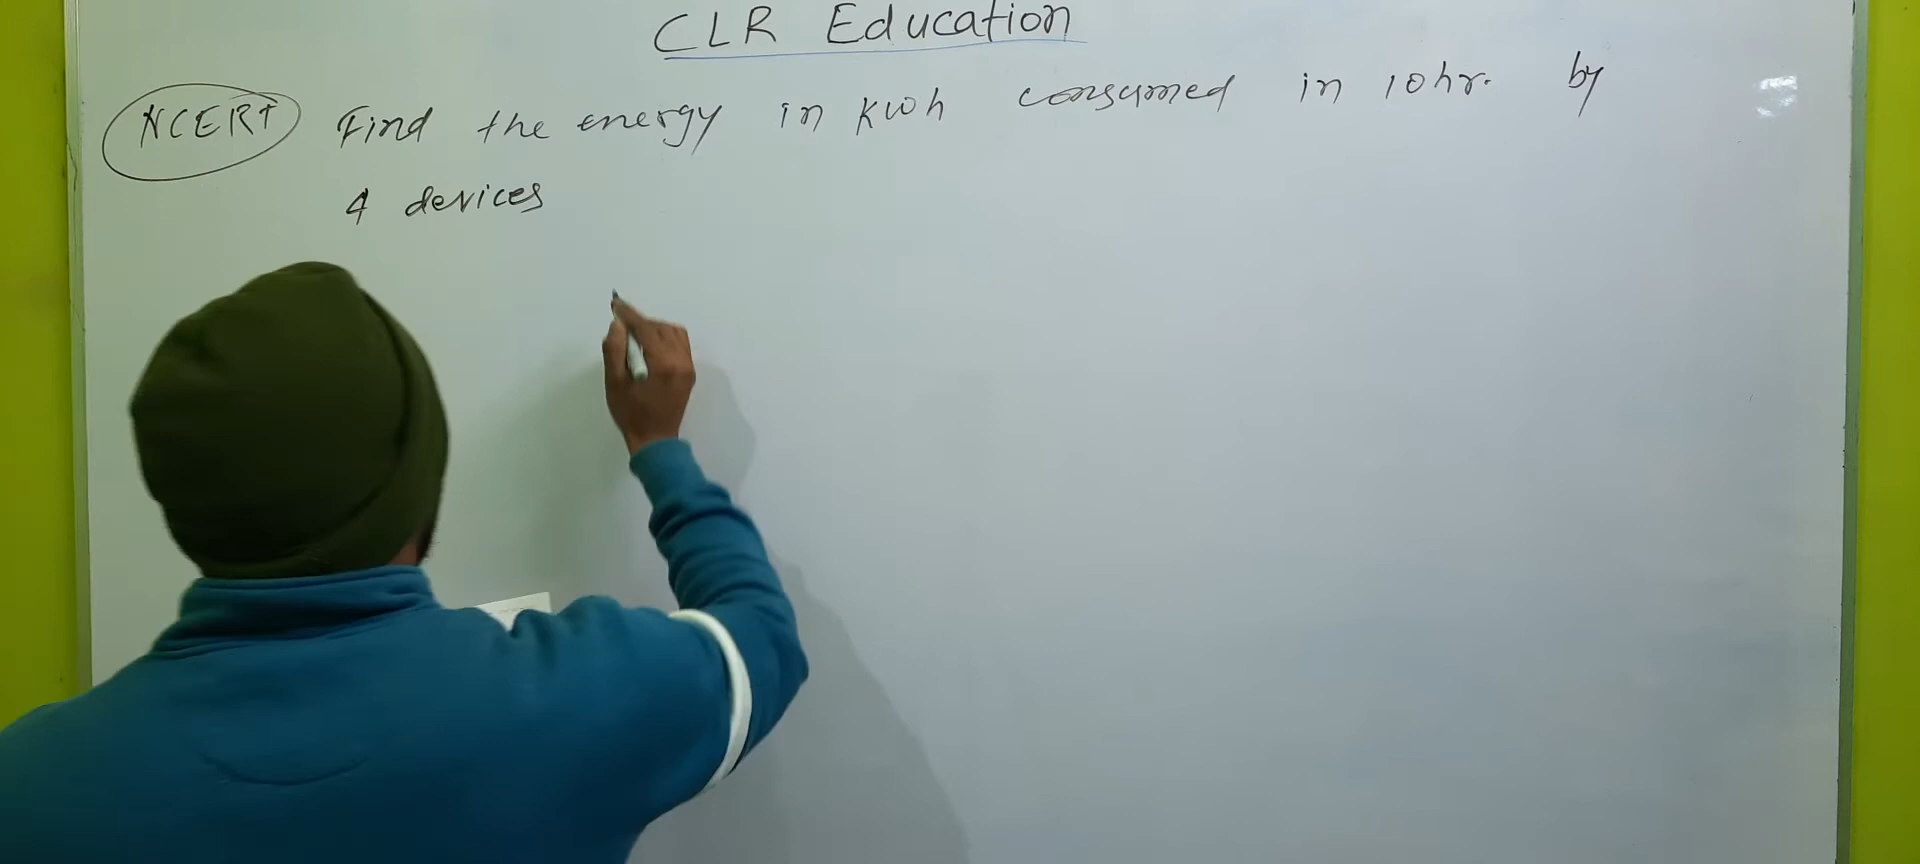 CLR Education
NCERT Find the energy in kwh consumed in 10hr. by
4 devices